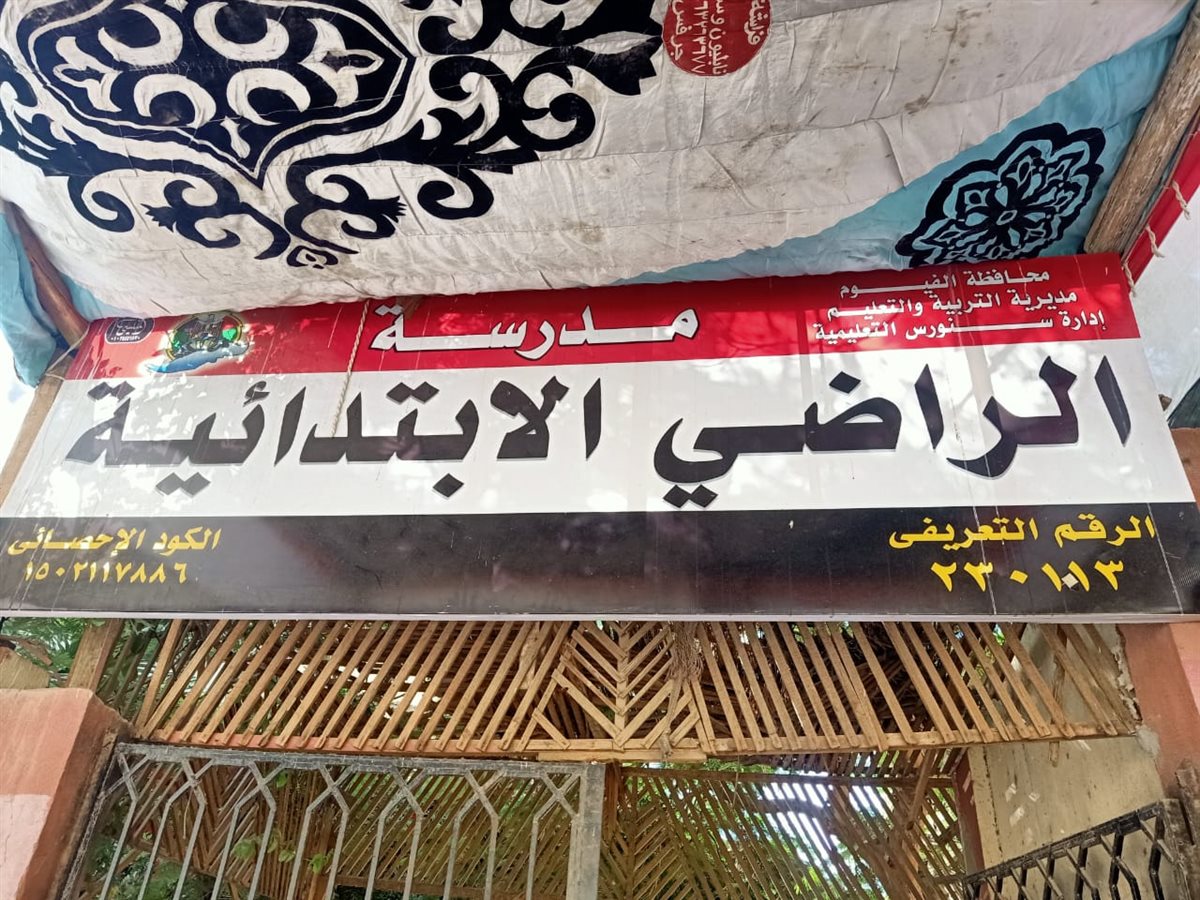 محافظة الفيوم
مديرية التربية والتعليم
إدارة سنورس التعليمية
مدرسة
الراضي الابتدائية
الرقم التعريفى
٢٣٠١١٣
الكود الإحصائى
١٥٠٢١١٧٨٨٦